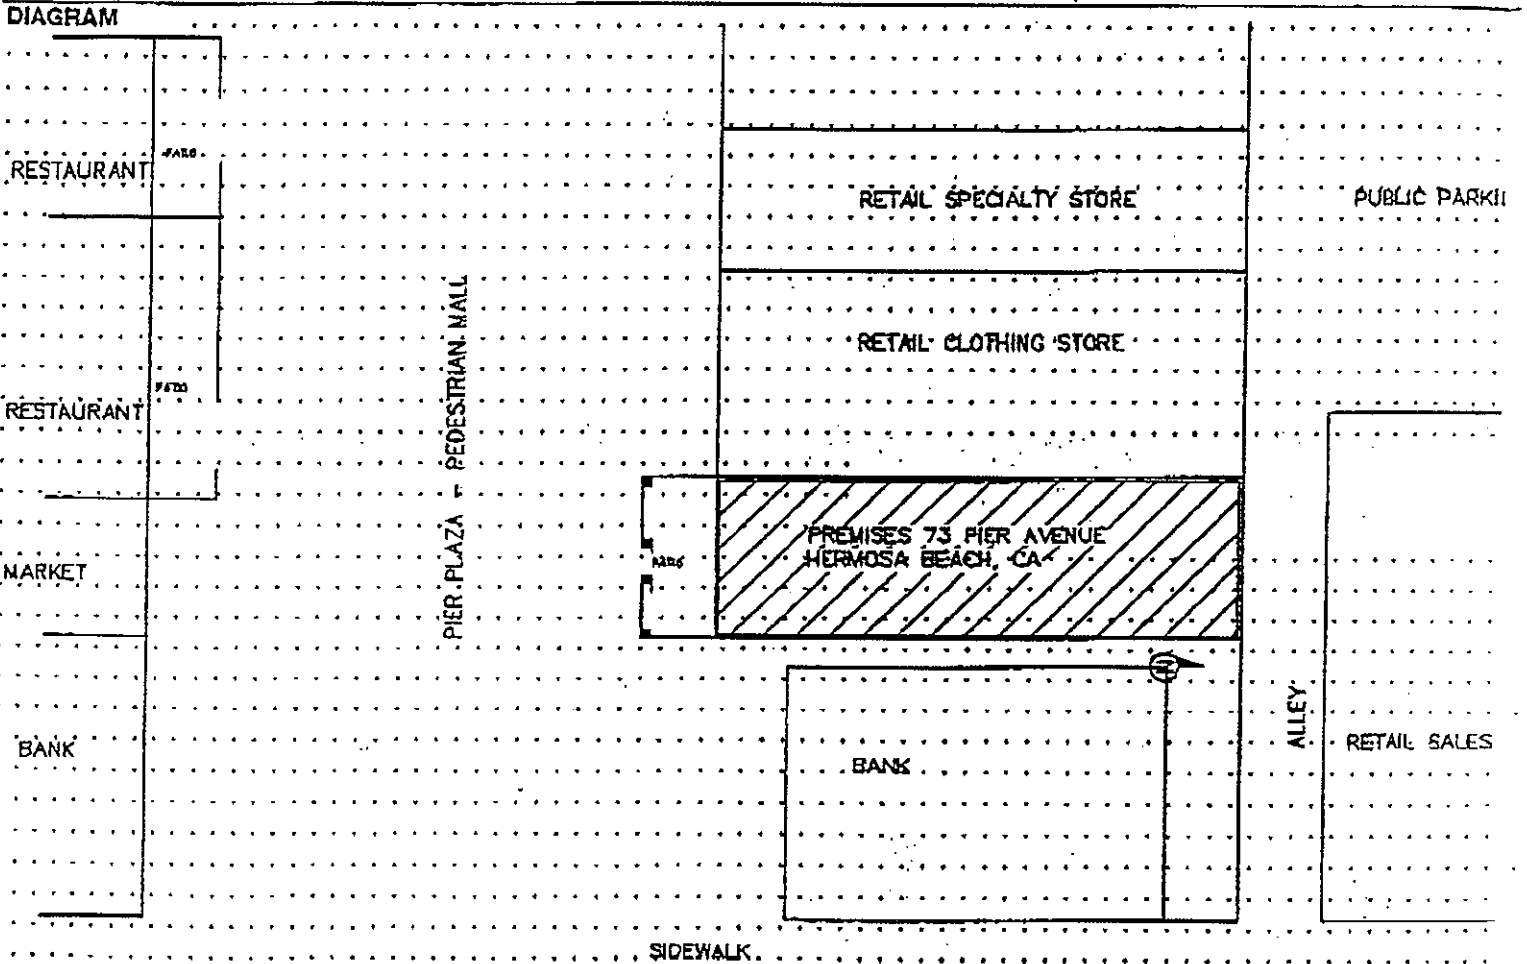 DIAGRAM
RESTAURANT
RETAIL SPECIALTY STORE
PUBLIC PARKI
RETAIL CLOTHING STORE
RESTAURANT
PIER PLAZA - PEDESTRIAN MALL
PREMISES 73 PIER AVENUE
HERMOSA BEACH, CA
MARKET
N
BANK
BANK
ALLEY
RETAIL SALES
SIDEWALK